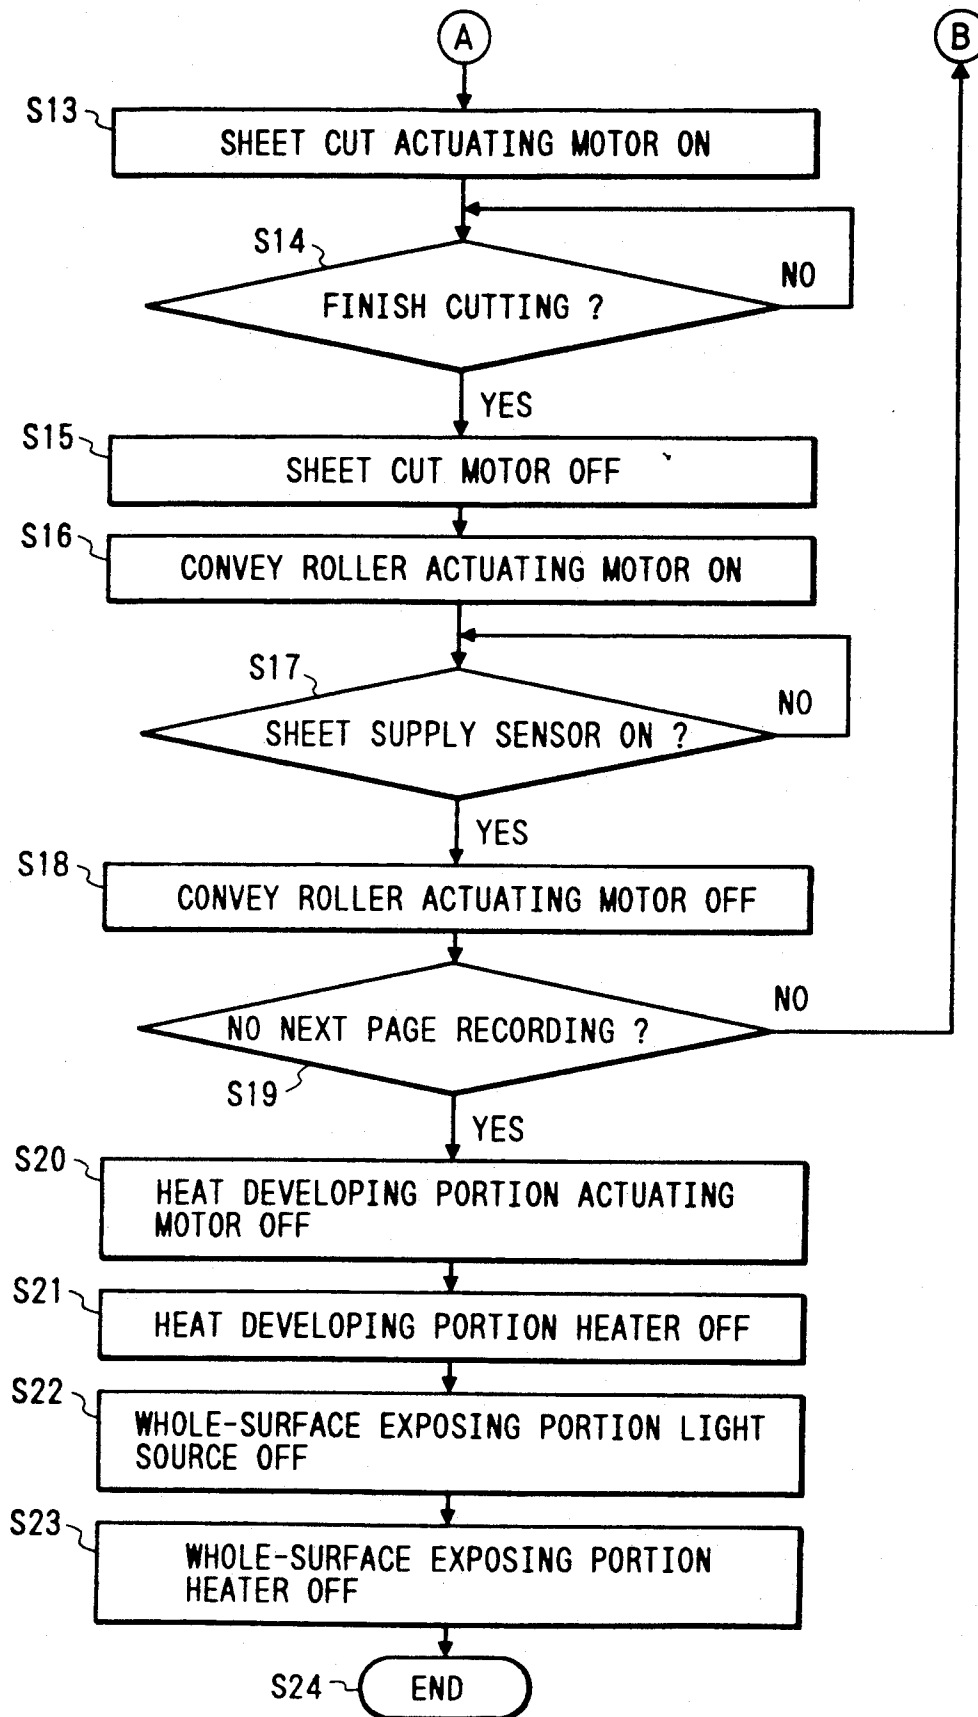 A
B
S13
SHEET CUT ACTUATING MOTOR ON
S14
NO
FINISH CUTTING ?
YES
S15
SHEET CUT MOTOR OFF
S16
CONVEY ROLLER ACTUATING MOTOR ON
S17
NO
SHEET SUPPLY SENSOR ON ?
YES
S18
CONVEY ROLLER ACTUATING MOTOR OFF
NO
NO NEXT PAGE RECORDING ?
S19
YES
S20
HEAT DEVELOPING PORTION ACTUATING
MOTOR OFF
S21
HEAT DEVELOPING PORTION HEATER OFF
S22
WHOLE-SURFACE EXPOSING PORTION LIGHT
SOURCE OFF
S23
WHOLE-SURFACE EXPOSING PORTION
HEATER OFF
S24
END